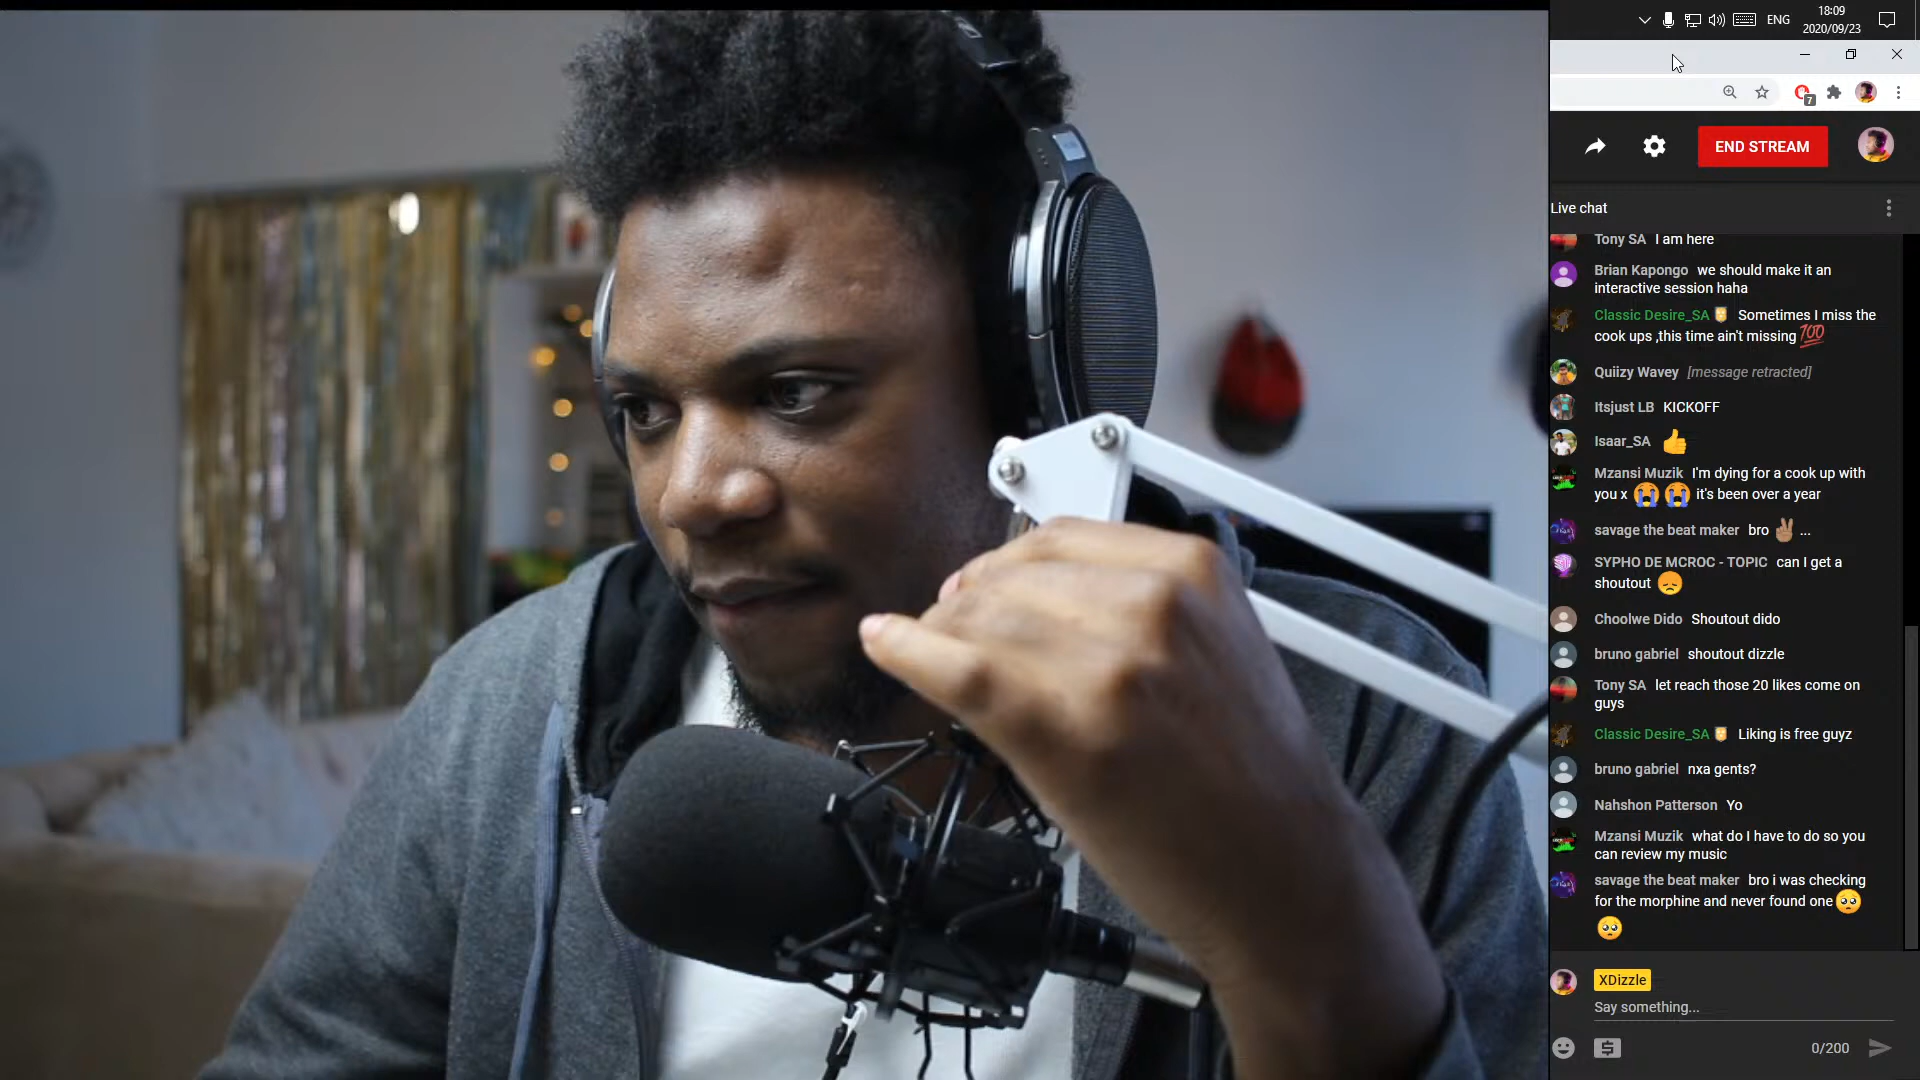 ENG
18:09
2020/09/23
7
END STREAM
Live chat
Tony SA I am here
Brian Kapongo we should make it an
interactive session haha
Classic Desire_SA Sometimes I miss the
cook ups ,this time ain't missing 💯
Quiizy Wavey [message retracted]
Itsjust LB KICKOFF
Isaar_SA 👍
Mzansi Muzik I'm dying for a cook up with
you x 😭 😭 it's been over a year
savage the beat maker bro ✌🏽 ...
SYPHO DE MCROC - TOPIC can I get a
shoutout 😞
Choolwe Dido Shoutout dido
bruno gabriel shoutout dizzle
Tony SA let reach those 20 likes come on
guys
Classic Desire_SA Liking is free guyz
bruno gabriel nxa gents?
Nahshon Patterson Yo
Mzansi Muzik what do I have to do so you
can review my music
savage the beat maker bro i was checking
for the morphine and never found one🥺
🥺
XDizzle
Say something...
0/200